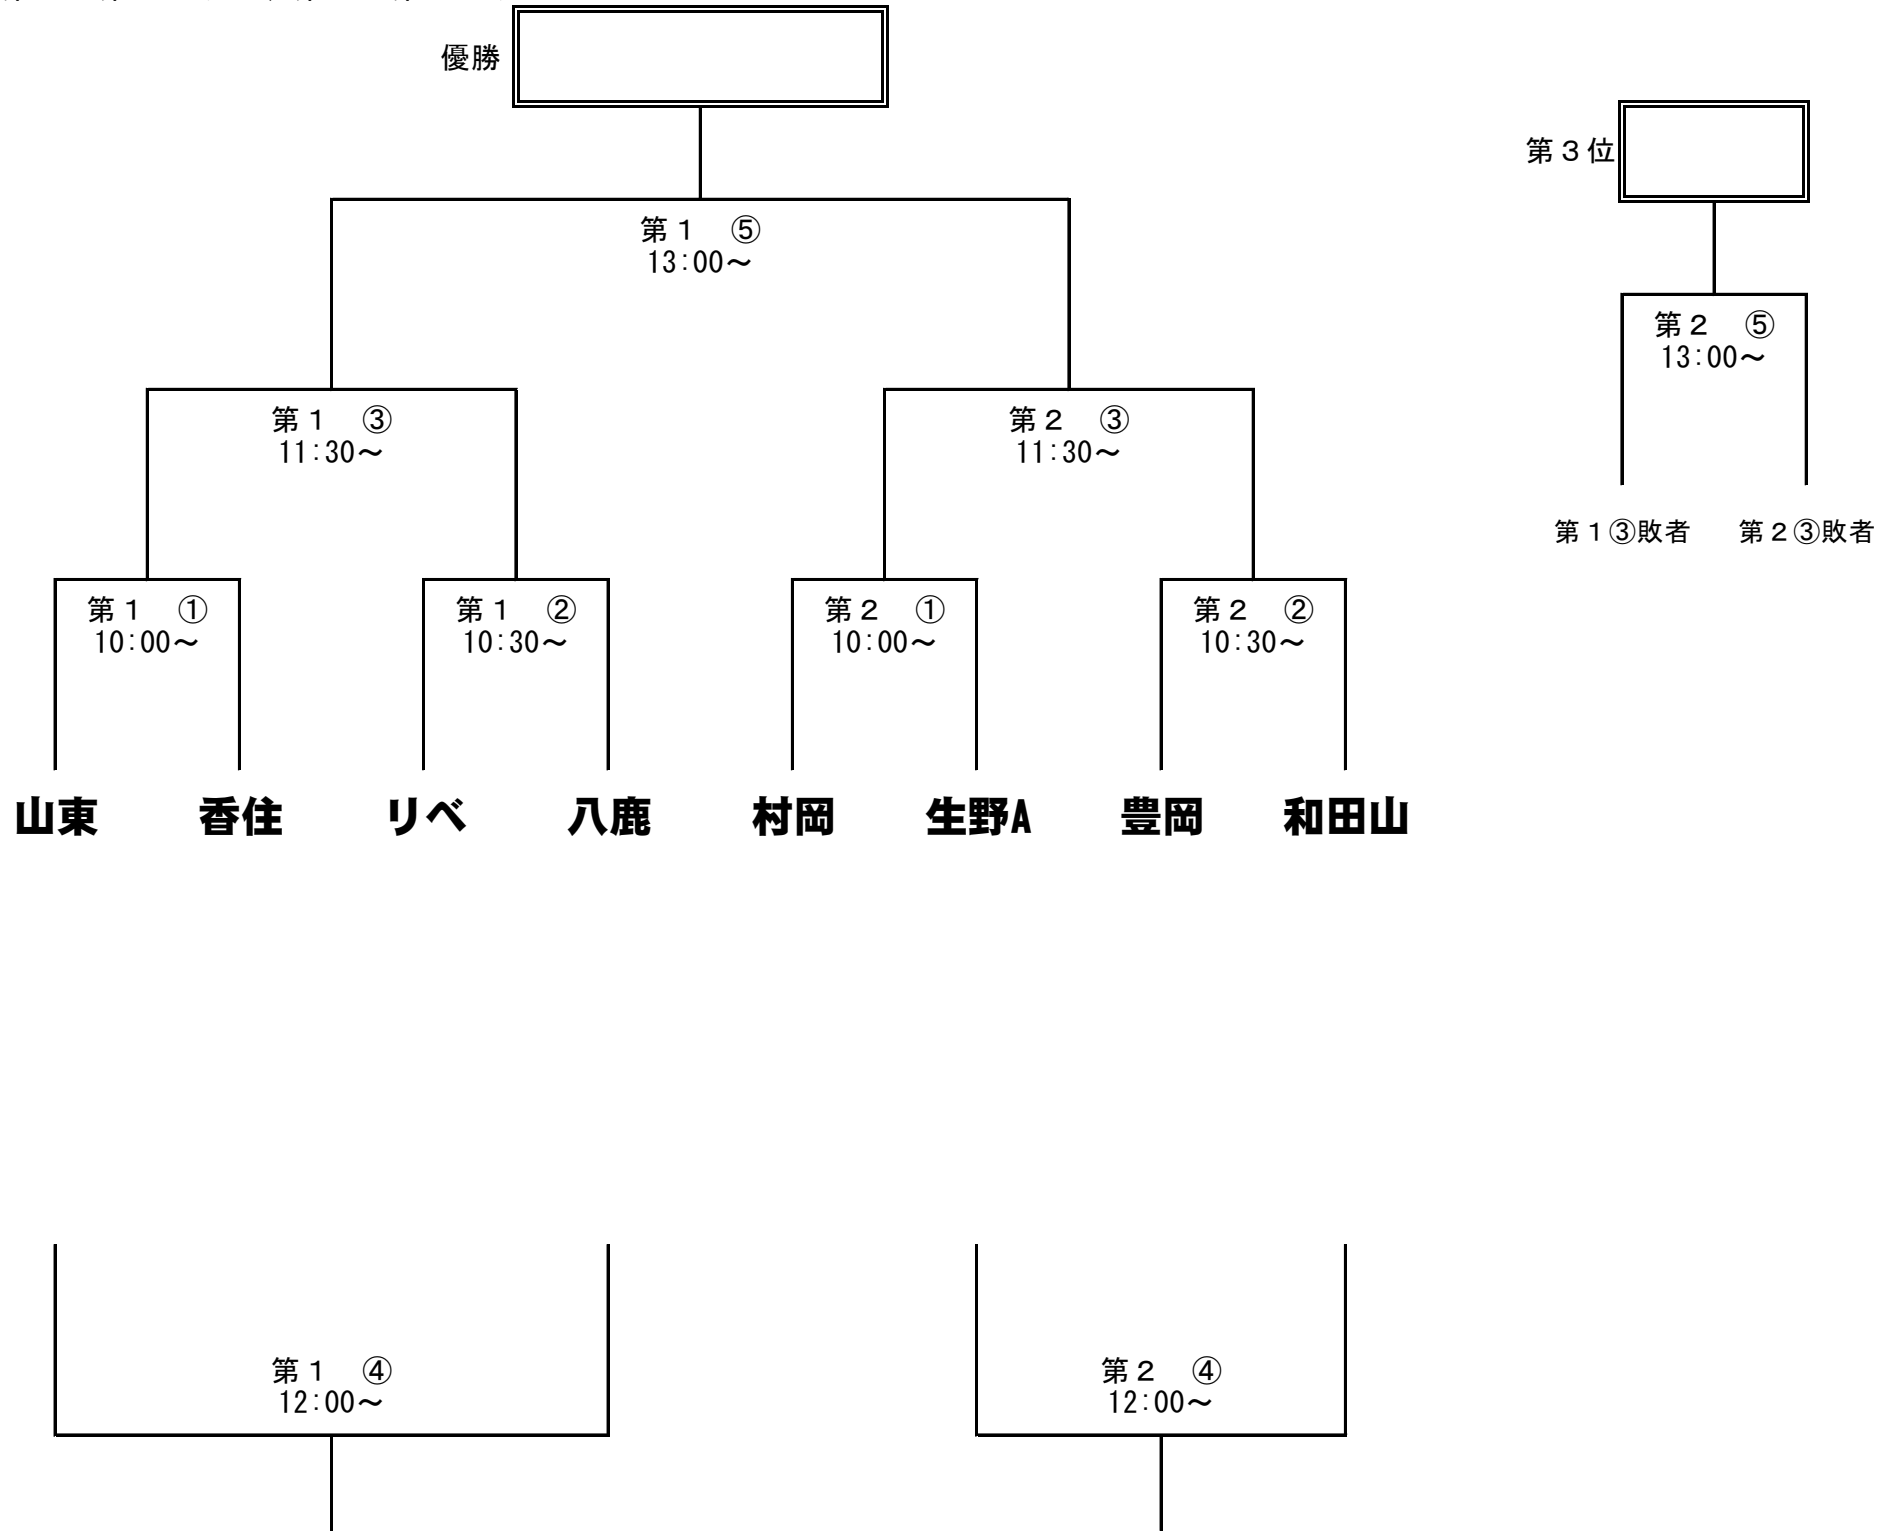 優勝
第３位
第１　⑤
13:00～
第２　⑤
13:00～
第１　③
11:30～
第２　③
11:30～
第１③敗者　第２③敗者
第１　①
10:00～
第１　②
10:30～
第２　①
10:00～
第２　②
10:30～
山東　香住　リベ　八鹿　村岡　生野A　豊岡　和田山
第１　④
12:00～
第２　④
12:00～